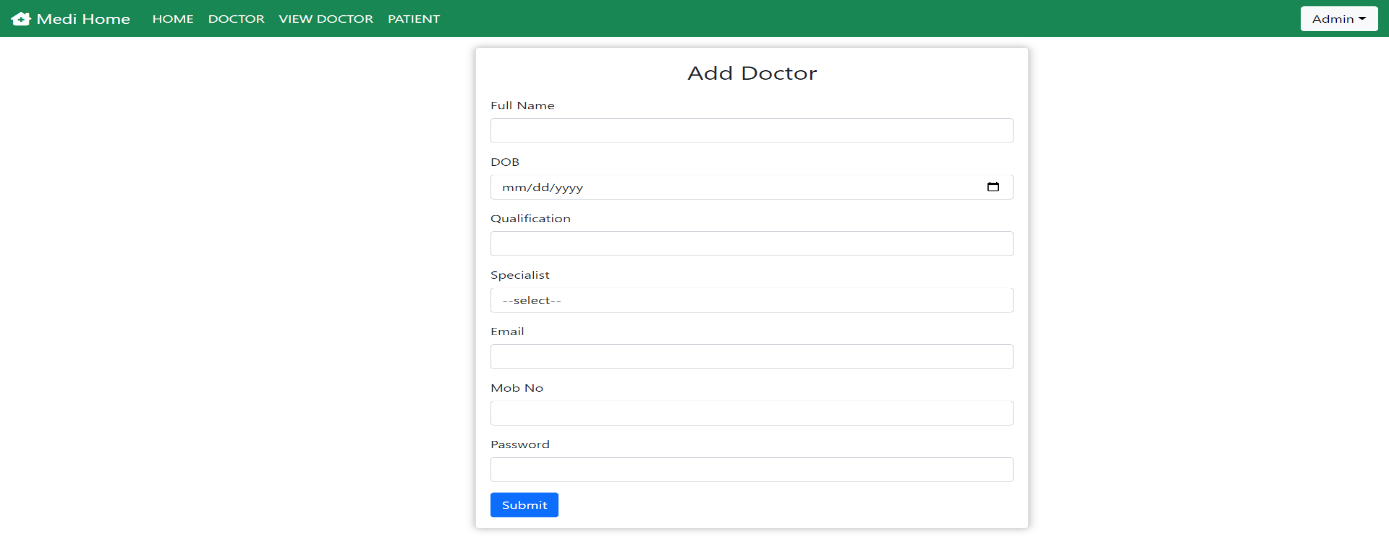 Medi Home HOME DOCTOR VIEW DOCTOR PATIENT Admin
Add Doctor
Full Name
DOB
mm/dd/yyyy
Qualification
Specialist
--select--
Email
Mob No
Password
Submit